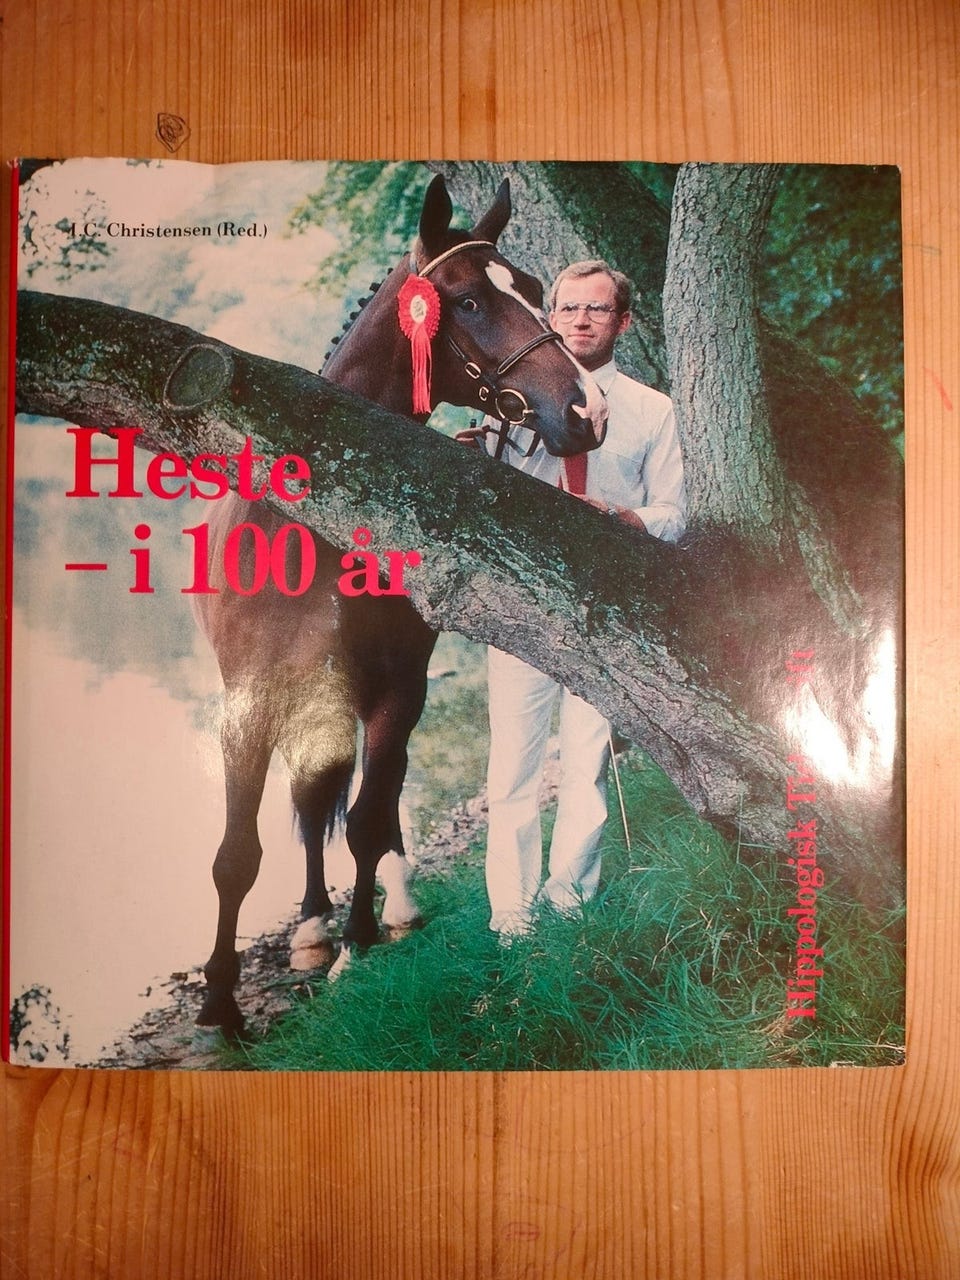 I.C. Christensen (Red.)
Heste
– i 100 år
Hippologisk